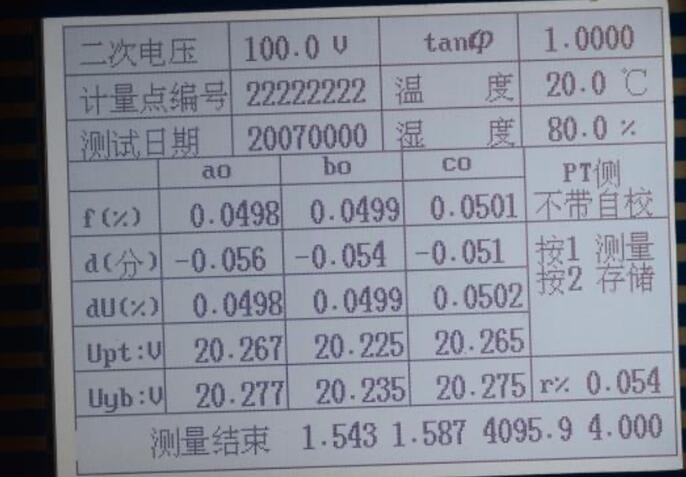 二次电压 100.0 V tanφ 1.0000
计量点编号 22222222 温 度 20.0 ℃
测试日期 20070000 湿 度 80.0 %
ao bo co PT侧
f(%) 0.0498 0.0499 0.0501 不带自校
d(分) -0.056 -0.054 -0.051 按1 测量
按2 存储
dU(%) 0.0498 0.0499 0.0502
Upt:V 20.267 20.225 20.265
Uyb:V 20.277 20.235 20.275 r% 0.054
测量结束 1.543 1.587 4095.9 4.000